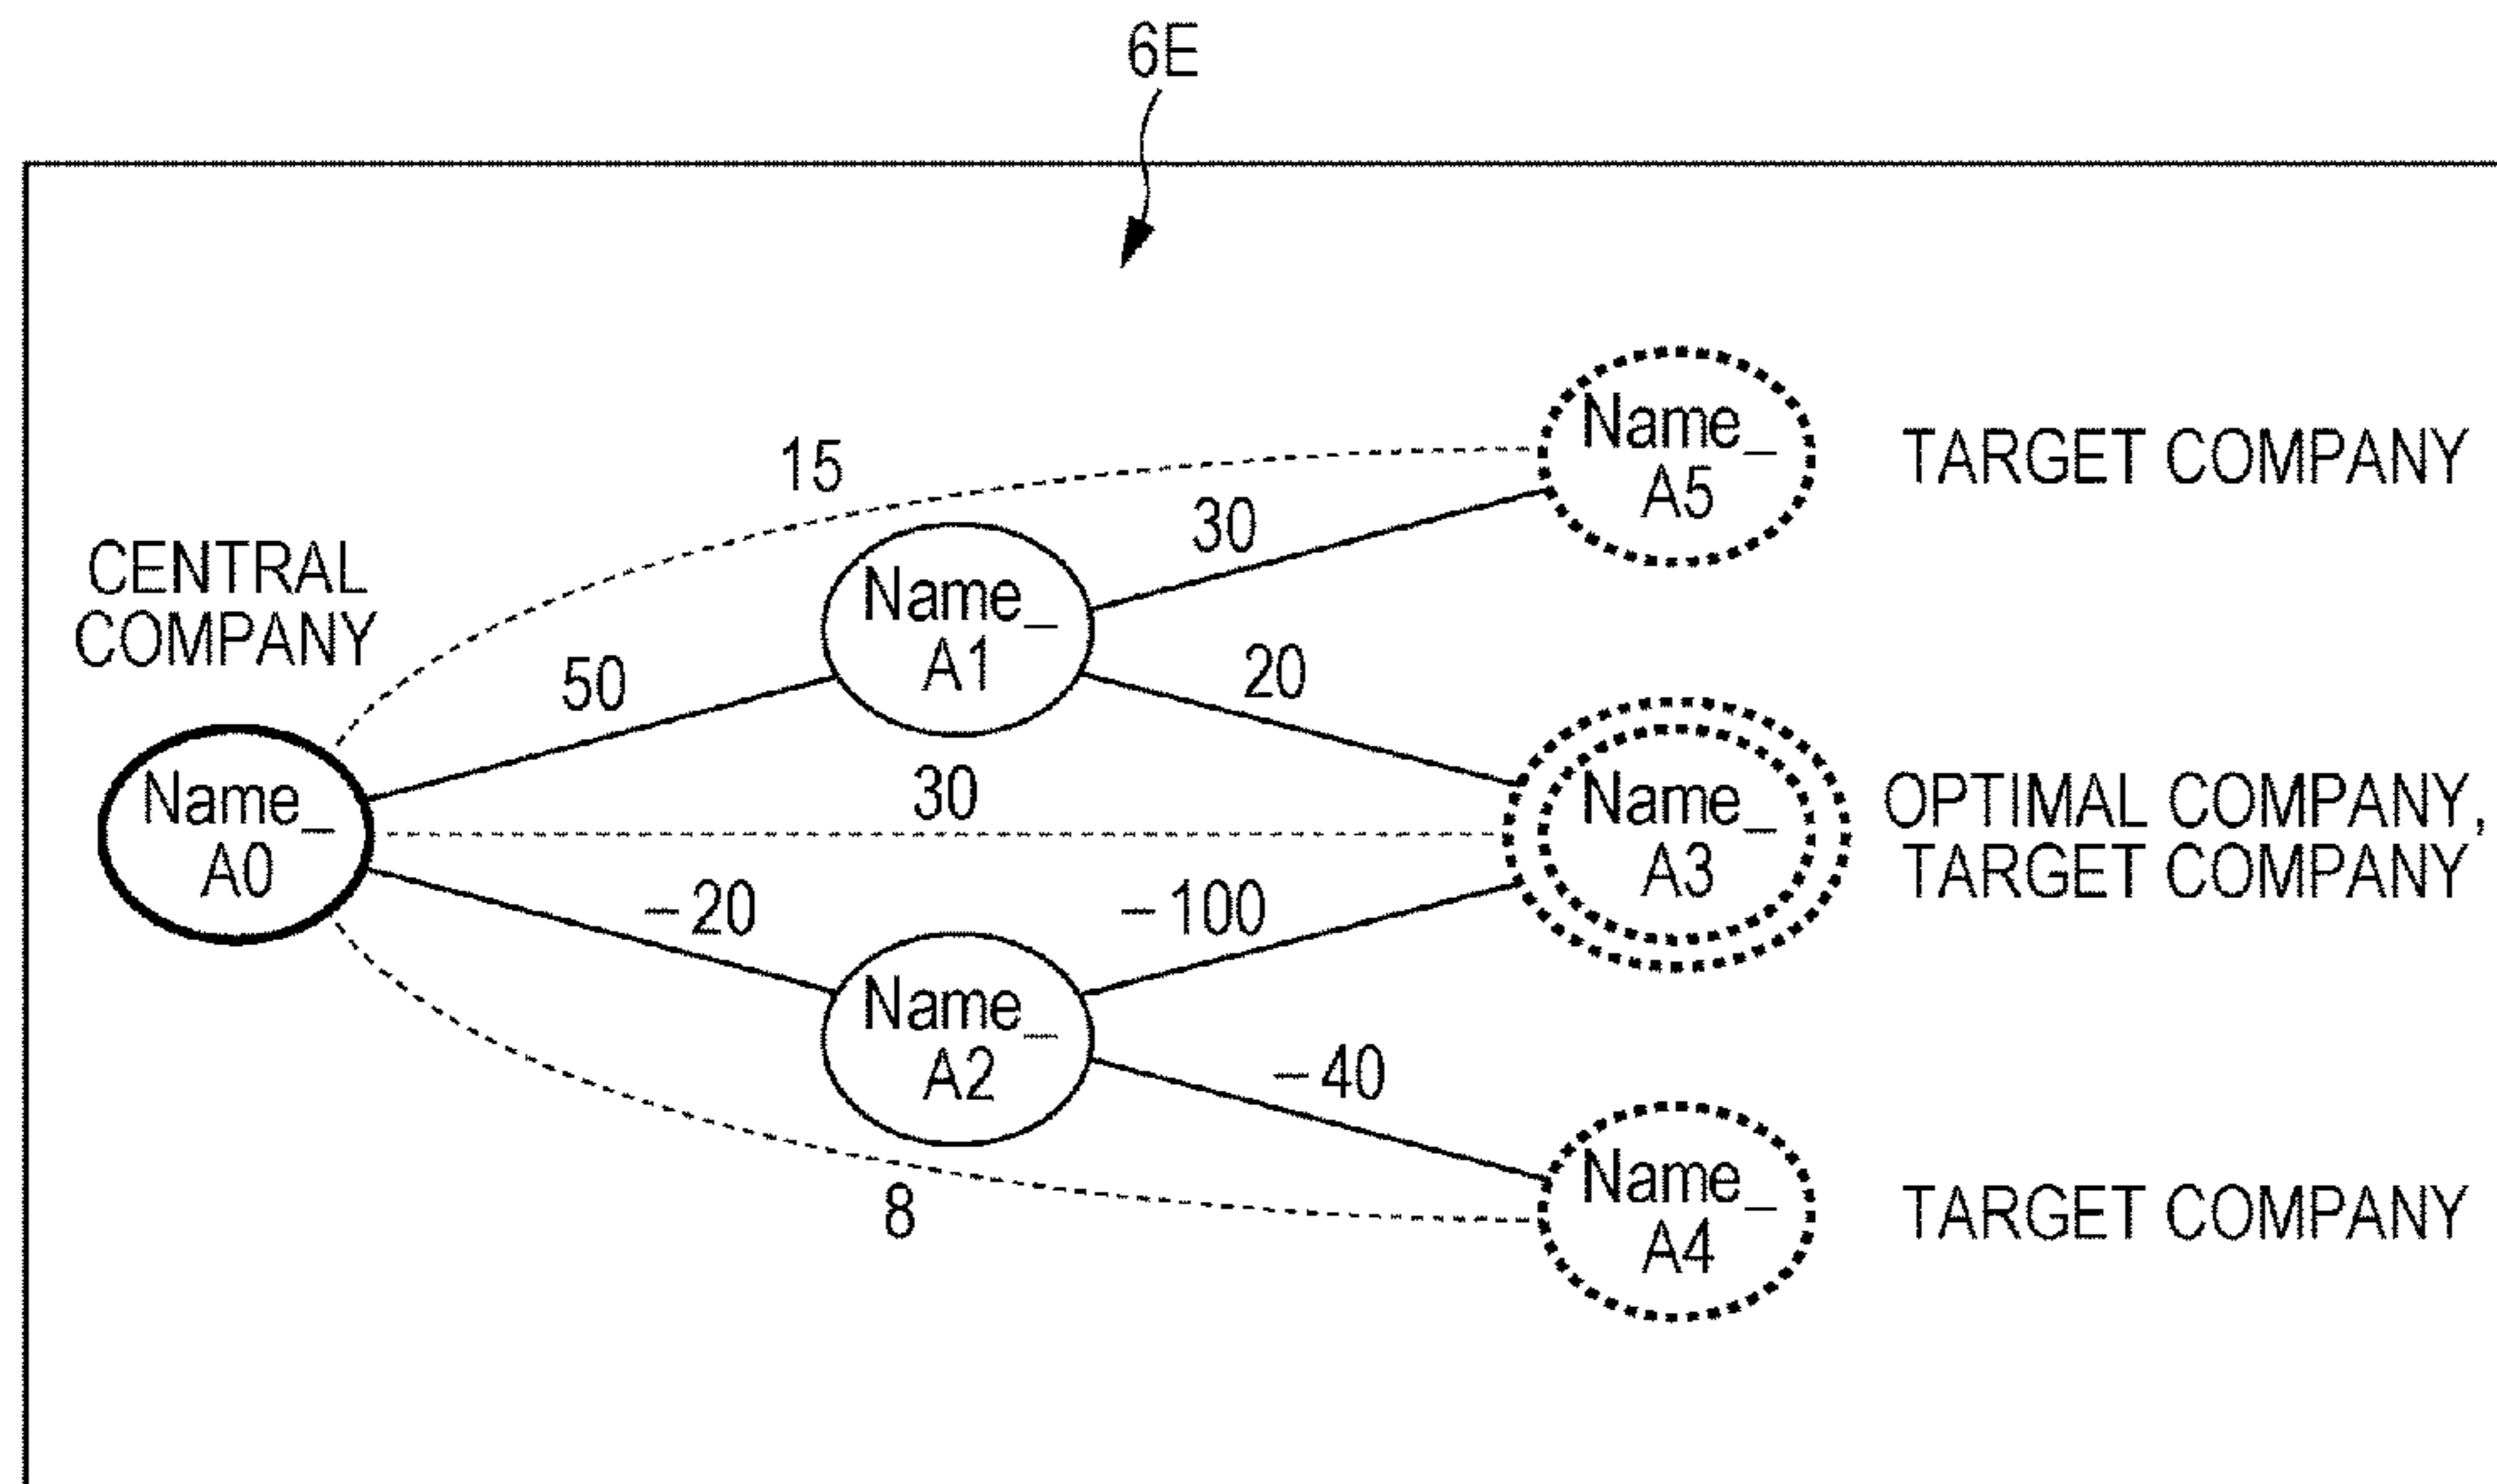 6E
Name_
A5
TARGET COMPANY
15
30
CENTRAL
COMPANY
Name_
A1
50
20
Name_
A0
30
Name_
A3
OPTIMAL COMPANY,
TARGET COMPANY
−20
−100
Name_
A2
−40
Name_
A4
TARGET COMPANY
8